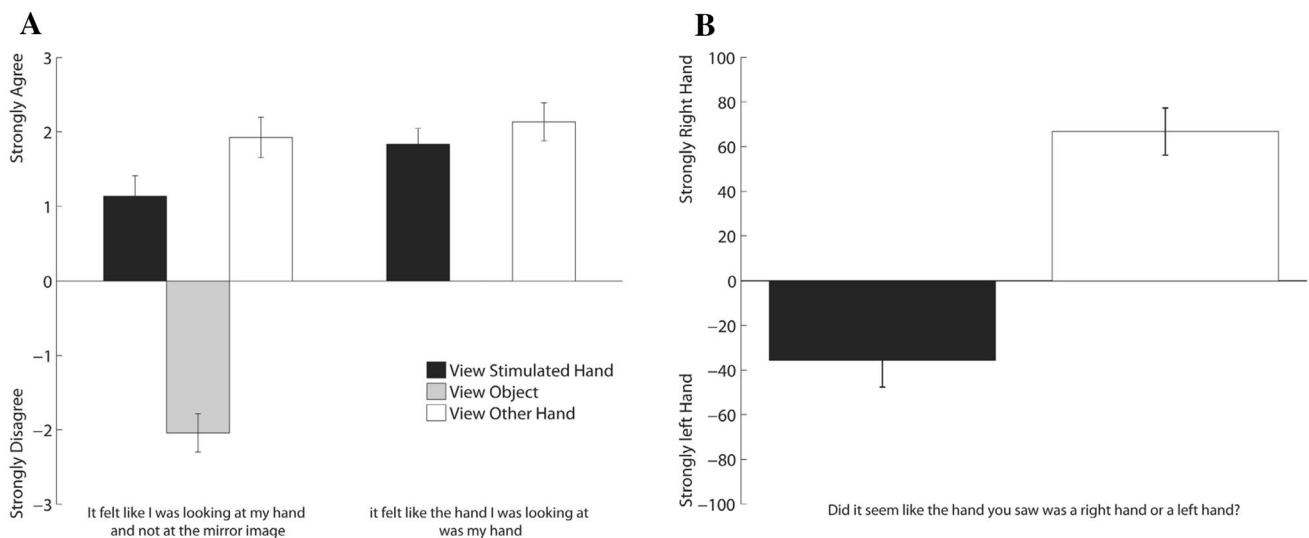 A
Strongly Agree
Strongly Disagree
3
2
1
0
−1
−2
−3
View Stimulated Hand
View Object
View Other Hand
It felt like I was looking at my hand
and not at the mirror image
it felt like the hand I was looking at
was my hand
B
Strongly Right Hand
Strongly left Hand
100
80
60
40
20
0
−20
−40
−60
−80
−100
Did it seem like the hand you saw was a right hand or a left hand?